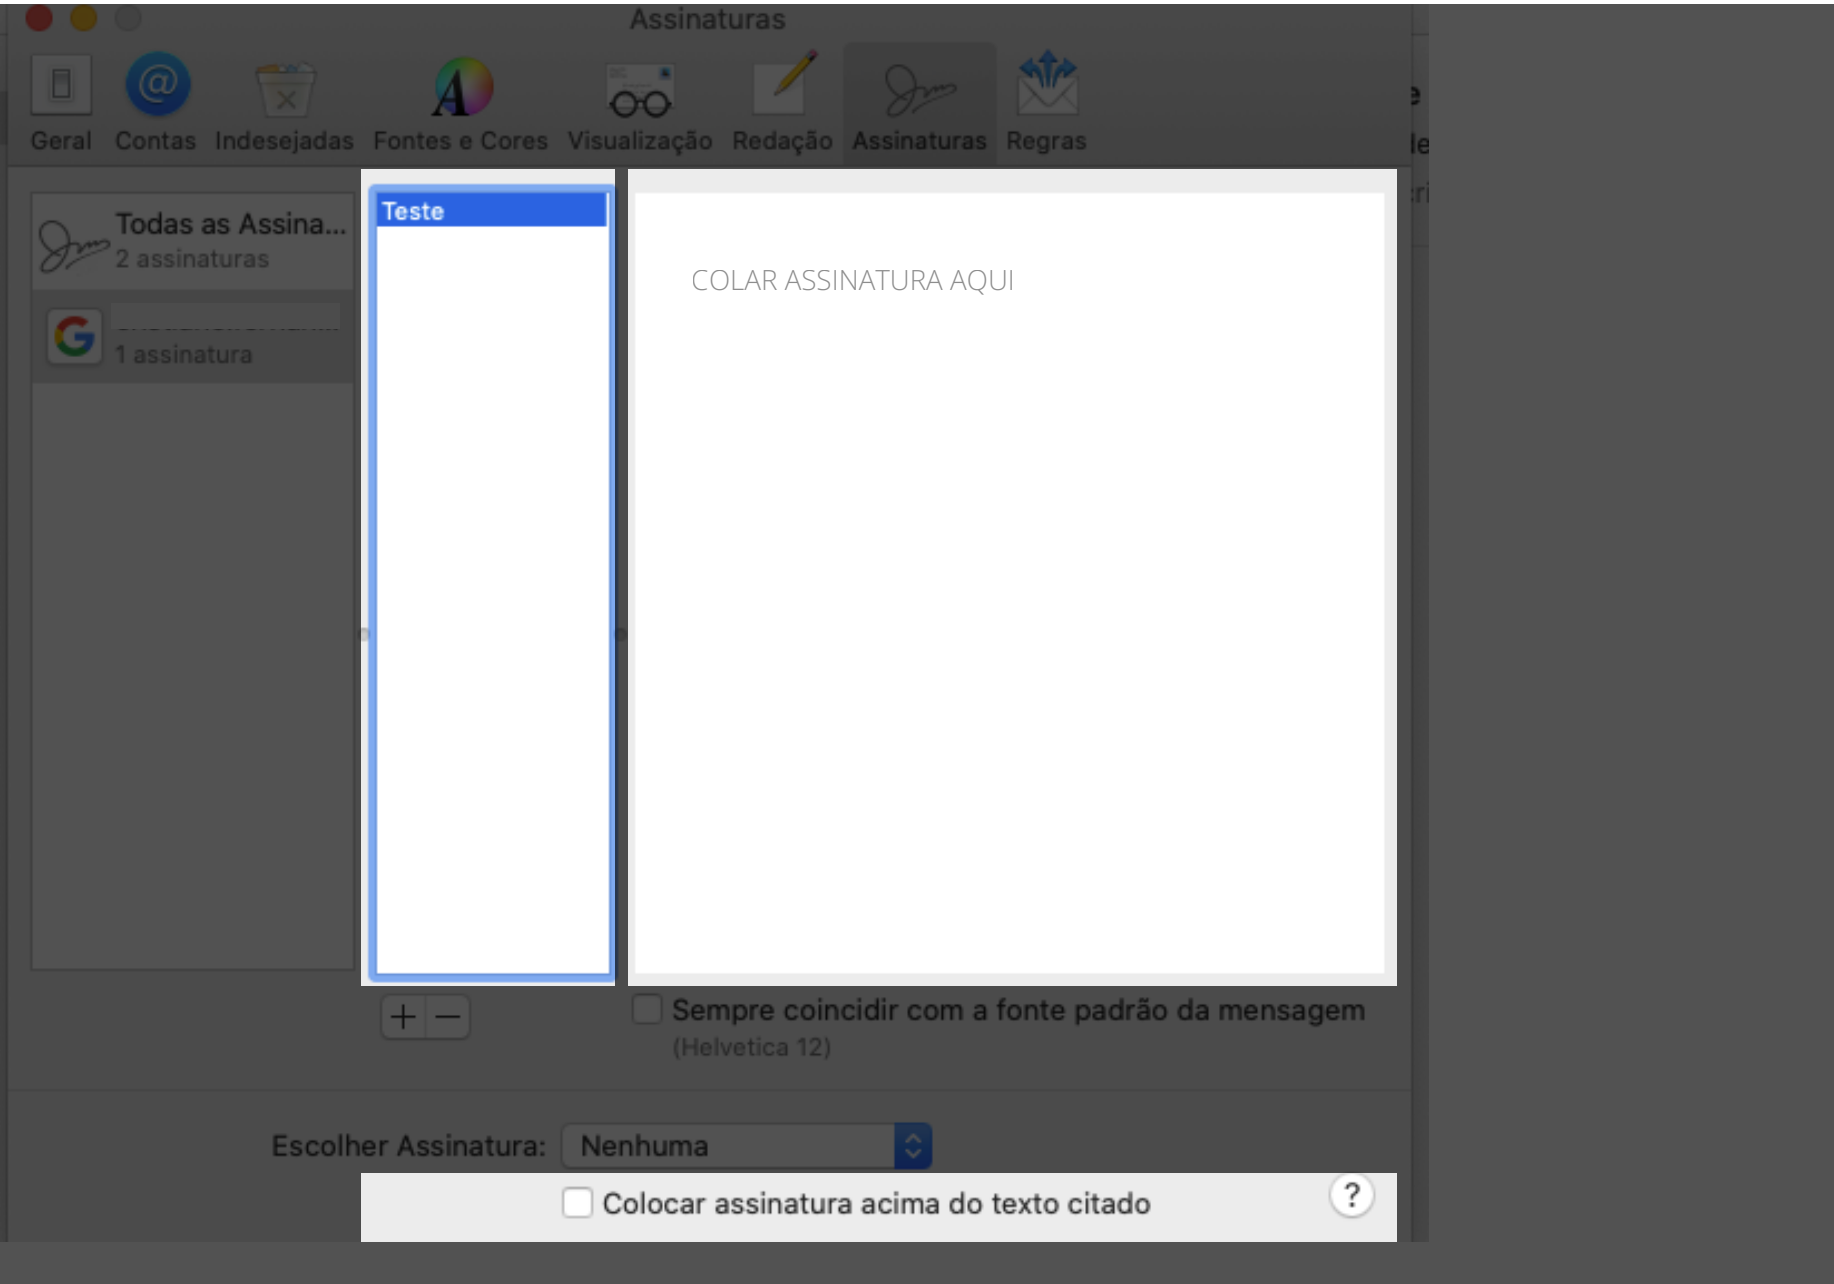 Assinaturas
Geral Contas Indesejadas Fontes e Cores Visualização Redação Assinaturas Regras
Todas as Assina...
2 assinaturas
1 assinatura
Teste
COLAR ASSINATURA AQUI
Sempre coincidir com a fonte padrão da mensagem
(Helvetica 12)
Escolher Assinatura: Nenhuma
Colocar assinatura acima do texto citado
?